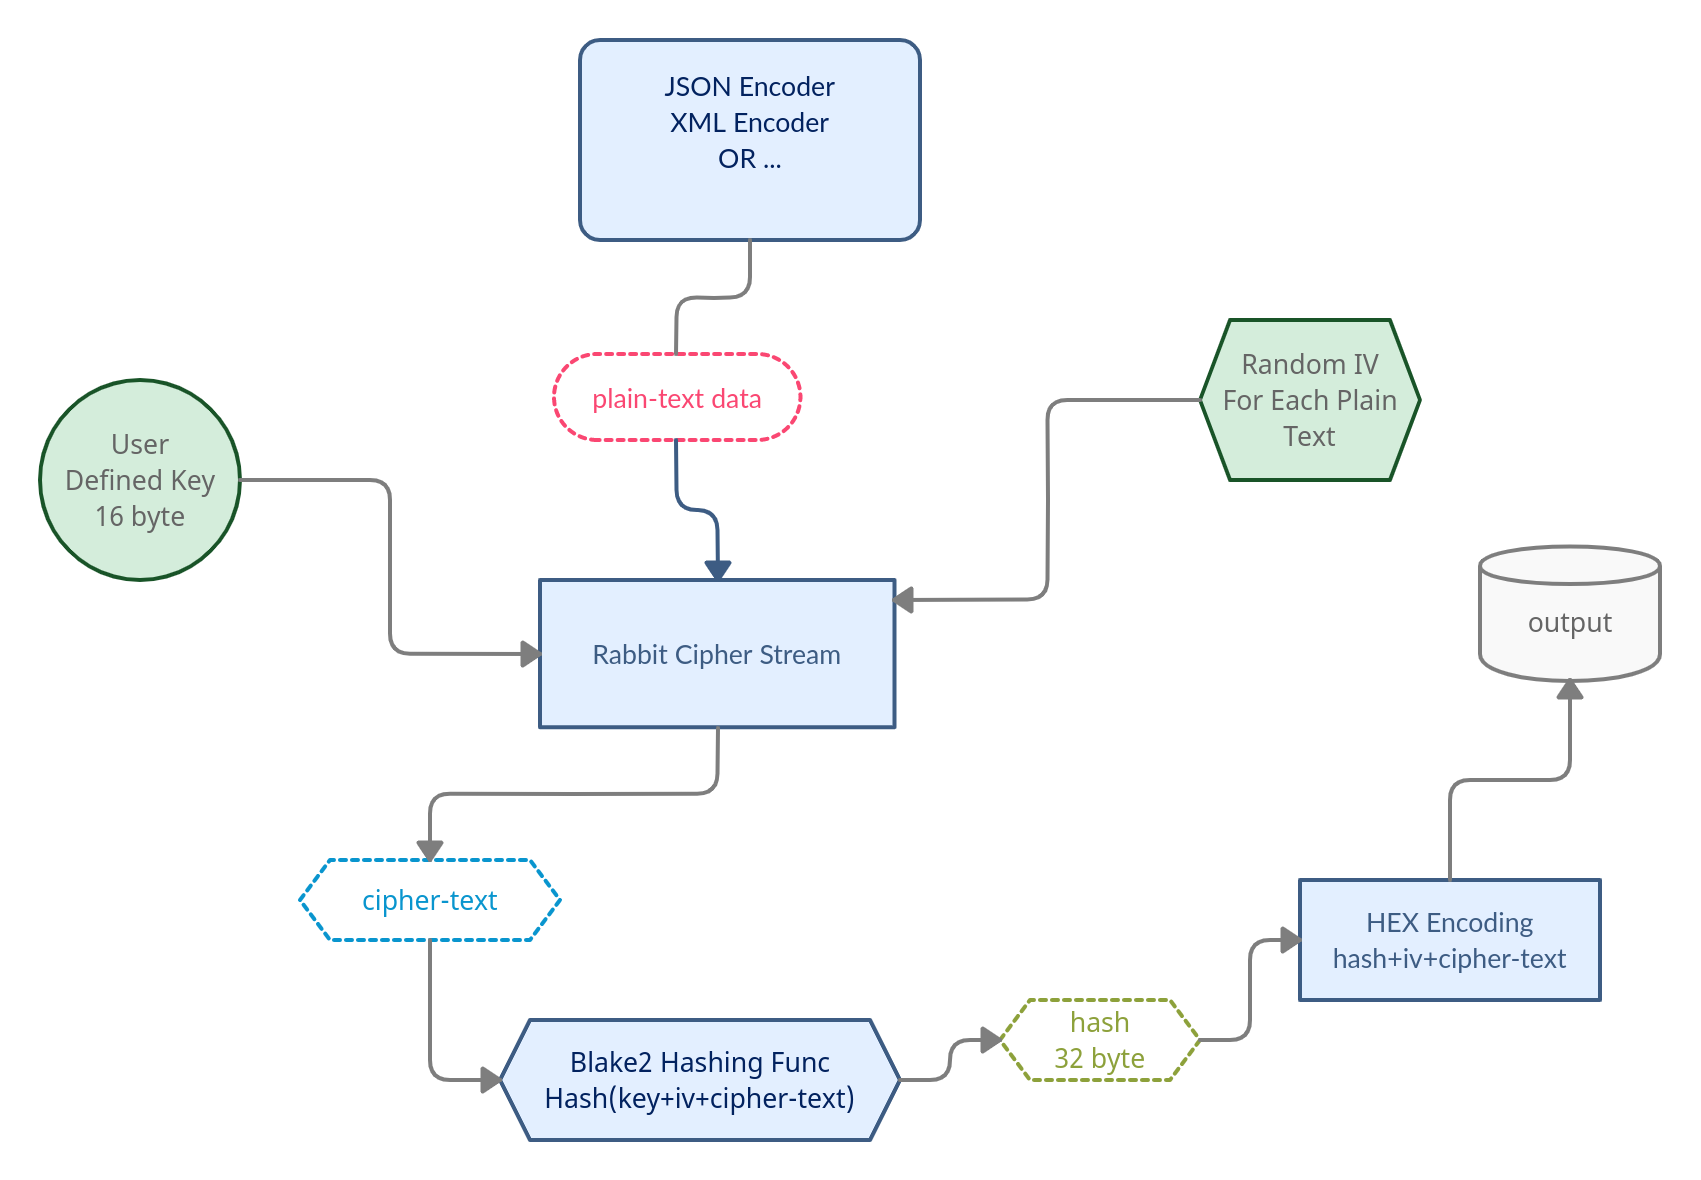 JSON Encoder
XML Encoder
OR ...
plain-text data
Random IV
For Each Plain
Text
User
Defined Key
16 byte
Rabbit Cipher Stream
output
cipher-text
HEX Encoding
hash+iv+cipher-text
hash
32 byte
Blake2 Hashing Func
Hash(key+iv+cipher-text)